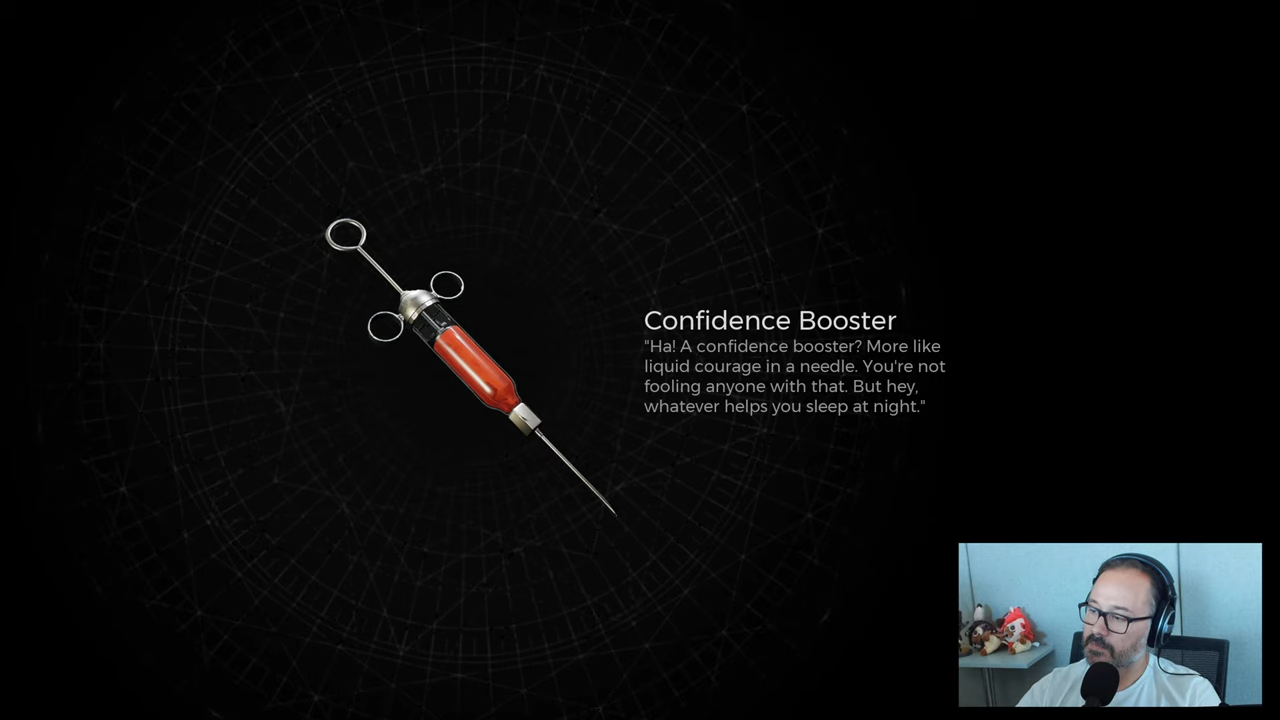 Confidence Booster
"Ha! A confidence booster? More like
liquid courage in a needle. You're not
fooling anyone with that. But hey,
whatever helps you sleep at night."